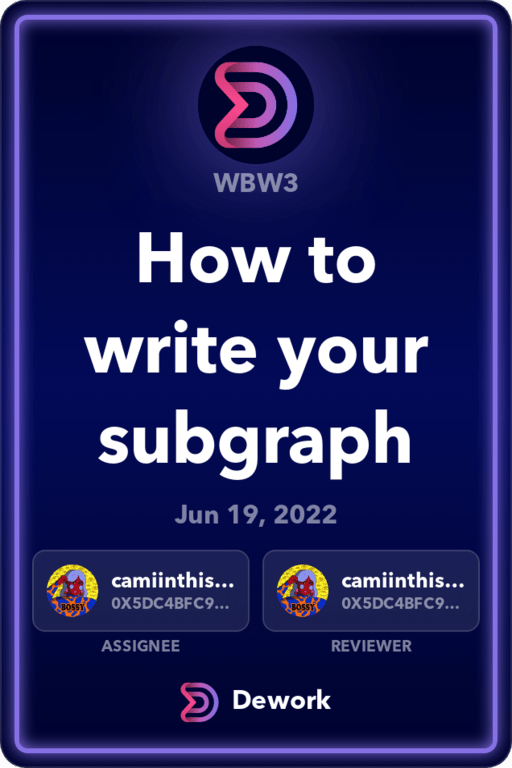 WBW3
How to
write your
subgraph
Jun 19, 2022
camiinthis...
0X5DC4BFC9...
camiinthis...
0X5DC4BFC9...
BOSSY
BOSSY
ASSIGNEE
REVIEWER
Dework